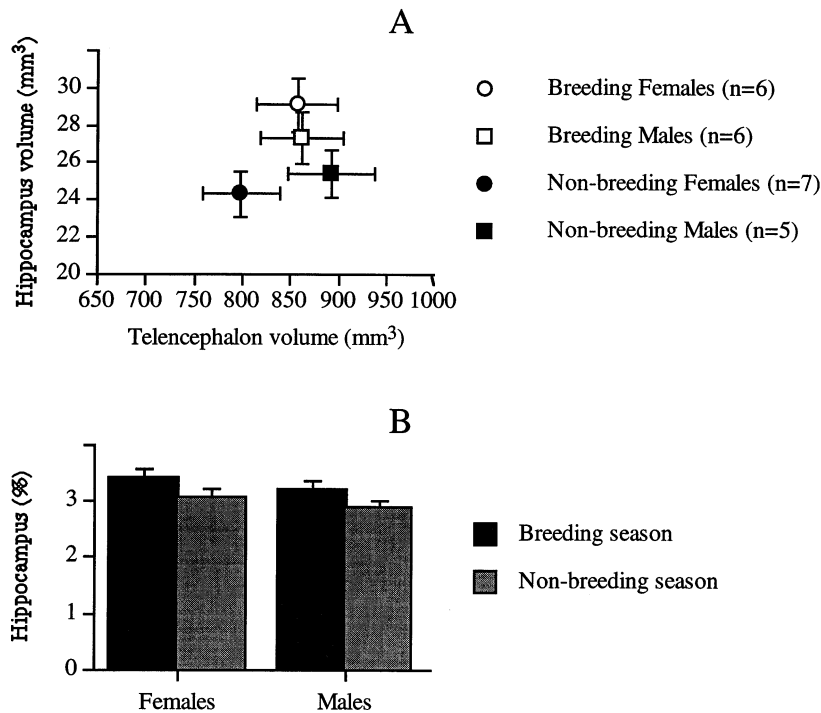 A
Hippocampus volume (mm³)
30
28
26
24
22
20
650 700 750 800 850 900 950 1000
Telencephalon volume (mm³)
Breeding Females (n=6)
Breeding Males (n=6)
Non-breeding Females (n=7)
Non-breeding Males (n=5)
B
Hippocampus (%)
3
2
1
0
Females Males
Breeding season
Non-breeding season